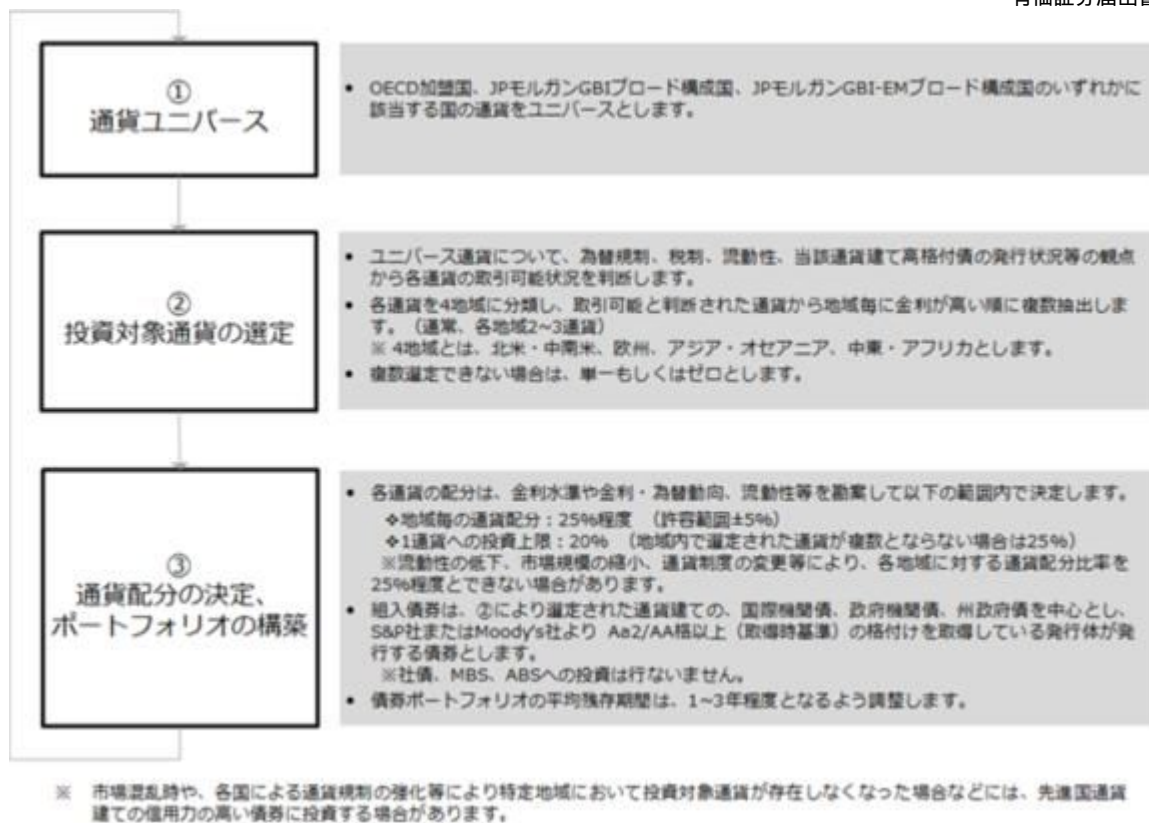 ①
通貨ユニバース
• OECD加盟国、JPモルガンGBIブロード構成国、JPモルガンGBI-EMブロード構成国のいずれかに
該当する国の通貨をユニバースとします。
②
投資対象通貨の選定
• ユニバース通貨について、為替規制、税制、流動性、当該通貨建て高格付債の発行状況等の観点
から各通貨の取引可能状況を判断します。
• 各通貨を4地域に分類し、取引可能と判断された通貨から地域毎に金利が高い順に複数抽出しま
す。（通常、各地域2~3通貨）
※ 4地域とは、北米・中南米、欧州、アジア・オセアニア、中東・アフリカとします。
• 複数選定できない場合は、単一もしくはゼロとします。
③
通貨配分の決定、
ポートフォリオの構築
• 各通貨の配分は、金利水準や金利・為替動向、流動性等を勘案して以下の範囲内で決定します。
❖地域毎の通貨配分：25%程度 （許容範囲±5%）
❖1通貨への投資上限：20% （地域内で選定された通貨が複数とならない場合は25%）
※流動性の低下、市場規模の縮小、通貨制度の変更等により、各地域に対する通貨配分比率を
25%程度とできない場合があります。
• 組入債券は、②により選定された通貨建ての、国際機関債、政府機関債、州政府債を中心とし、
S&P社またはMoody's社より Aa2/AA格以上（取得時基準）の格付けを取得している発行体が発
行する債券とします。
※社債、MBS、ABSへの投資は行ないません。
• 債券ポートフォリオの平均残存期間は、1~3年程度となるよう調整します。
※ 市場混乱時や、各国による通貨規制の強化等により特定地域において投資対象通貨が存在しなくなった場合などには、先進国通貨
建ての信用力の高い債券に投資する場合があります。